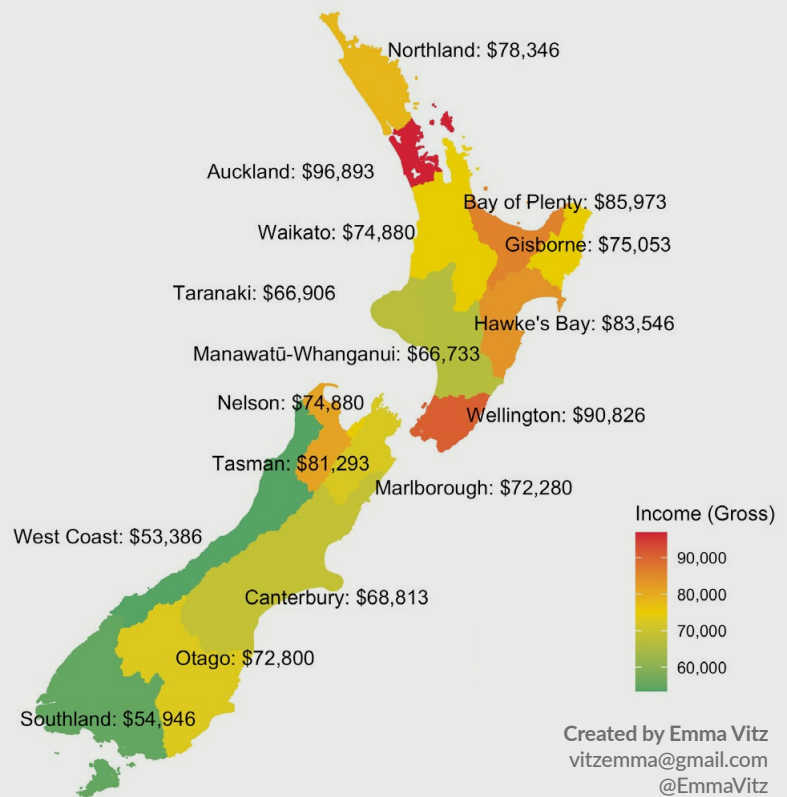 Northland: $78,346
Auckland: $96,893
Bay of Plenty: $85,973
Waikato: $74,880
Gisborne: $75,053
Taranaki: $66,906
Hawke's Bay: $83,546
Manawatū-Whanganui: $66,733
Nelson: $74,880
Wellington: $90,826
Tasman: $81,293
Marlborough: $72,280
West Coast: $53,386
Canterbury: $68,813
Otago: $72,800
Southland: $54,946
Income (Gross)
90,000
80,000
70,000
60,000
Created by Emma Vitz
vitzemma@gmail.com
@EmmaVitz